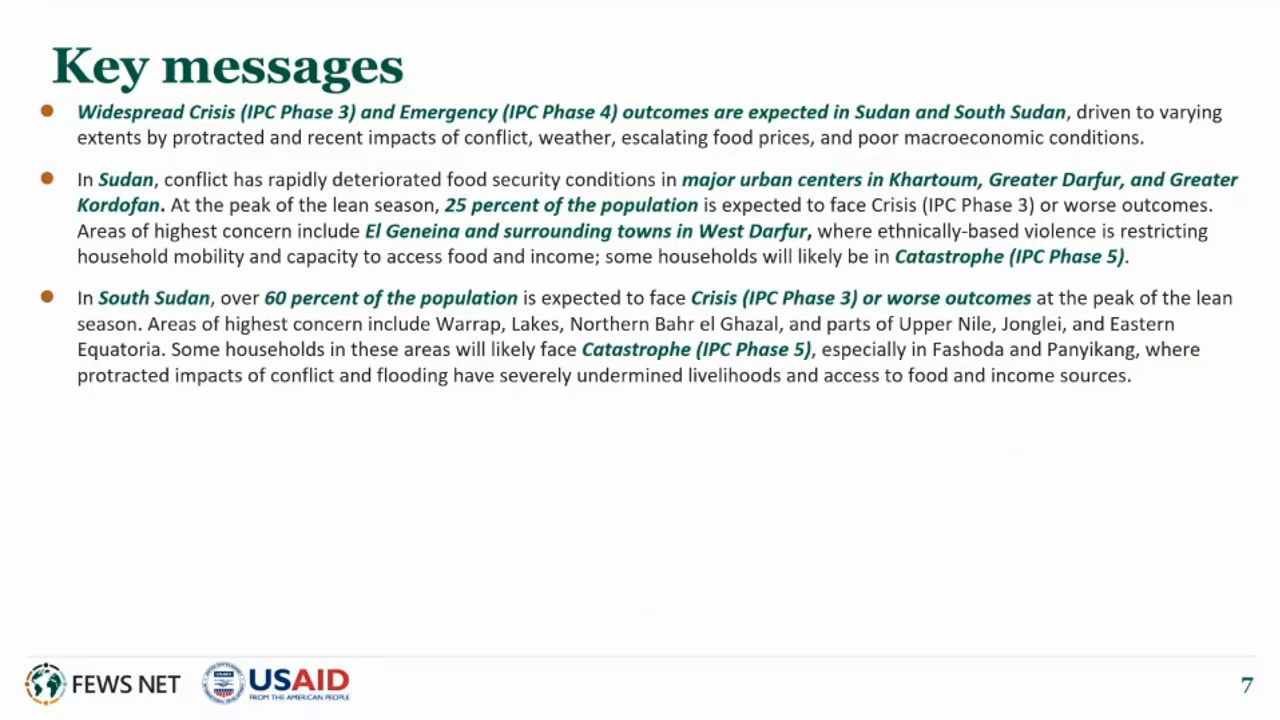 Key messages
Widespread Crisis (IPC Phase 3) and Emergency (IPC Phase 4) outcomes are expected in Sudan and South Sudan, driven to varying
extents by protracted and recent impacts of conflict, weather, escalating food prices, and poor macroeconomic conditions.
In Sudan, conflict has rapidly deteriorated food security conditions in major urban centers in Khartoum, Greater Darfur, and Greater
Kordofan. At the peak of the lean season, 25 percent of the population is expected to face Crisis (IPC Phase 3) or worse outcomes.
Areas of highest concern include El Geneina and surrounding towns in West Darfur, where ethnically-based violence is restricting
household mobility and capacity to access food and income; some households will likely be in Catastrophe (IPC Phase 5).
In South Sudan, over 60 percent of the population is expected to face Crisis (IPC Phase 3) or worse outcomes at the peak of the lean
season. Areas of highest concern include Warrap, Lakes, Northern Bahr el Ghazal, and parts of Upper Nile, Jonglei, and Eastern
Equatoria. Some households in these areas will likely face Catastrophe (IPC Phase 5), especially in Fashoda and Panyikang, where
protracted impacts of conflict and flooding have severely undermined livelihoods and access to food and income sources.
FEWS NET
USAID
FROM THE AMERICAN PEOPLE
7